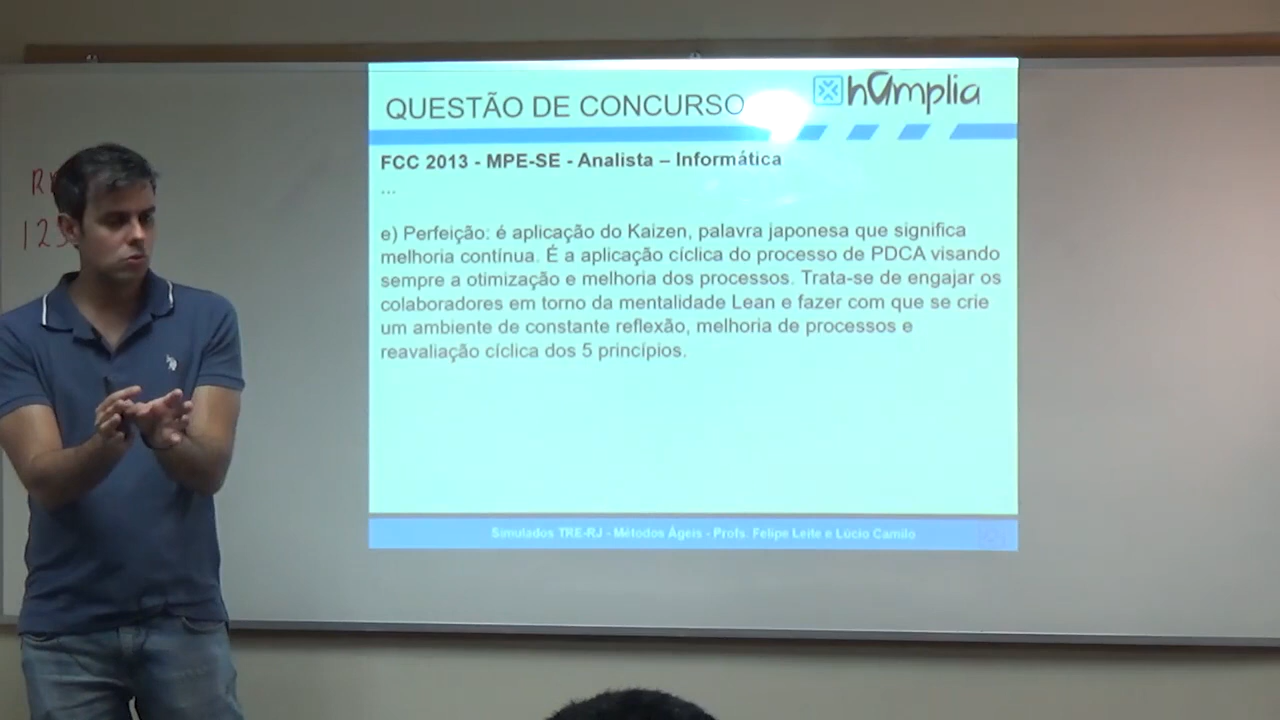 QUESTÃO DE CONCURSO
hamplia
FCC 2013 - MPE-SE - Analista – Informática
...
e) Perfeição: é aplicação do Kaizen, palavra japonesa que significa
melhoria contínua. É a aplicação cíclica do processo de PDCA visando
sempre a otimização e melhoria dos processos. Trata-se de engajar os
colaboradores em torno da mentalidade Lean e fazer com que se crie
um ambiente de constante reflexão, melhoria de processos e
reavaliação cíclica dos 5 princípios.
Simulados TRE-RJ - Métodos Ágeis - Profs. Felipe Leite e Lúcio Camilo